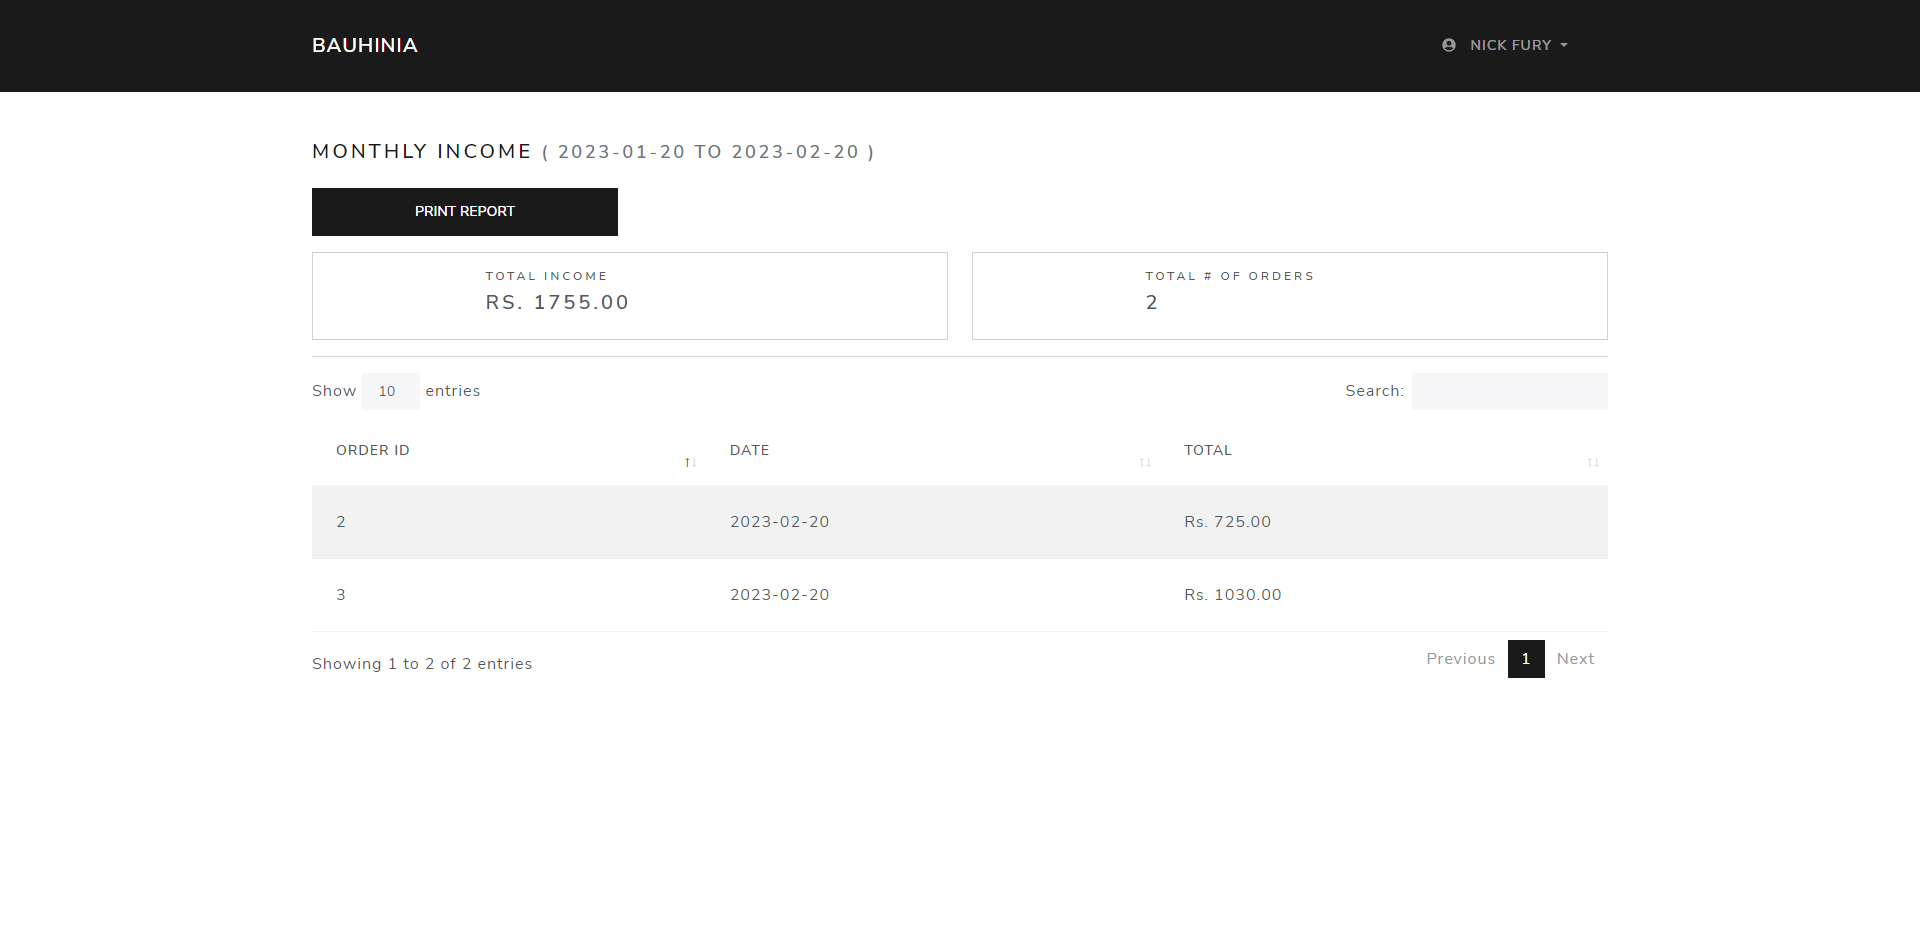 BAUHINIA
NICK FURY
MONTHLY INCOME ( 2023-01-20 TO 2023-02-20 )
PRINT REPORT
TOTAL INCOME
RS. 1755.00
TOTAL # OF ORDERS
2
Show 10 entries
Search:
ORDER ID DATE TOTAL
2 2023-02-20 Rs. 725.00
3 2023-02-20 Rs. 1030.00
Showing 1 to 2 of 2 entries
Previous 1 Next